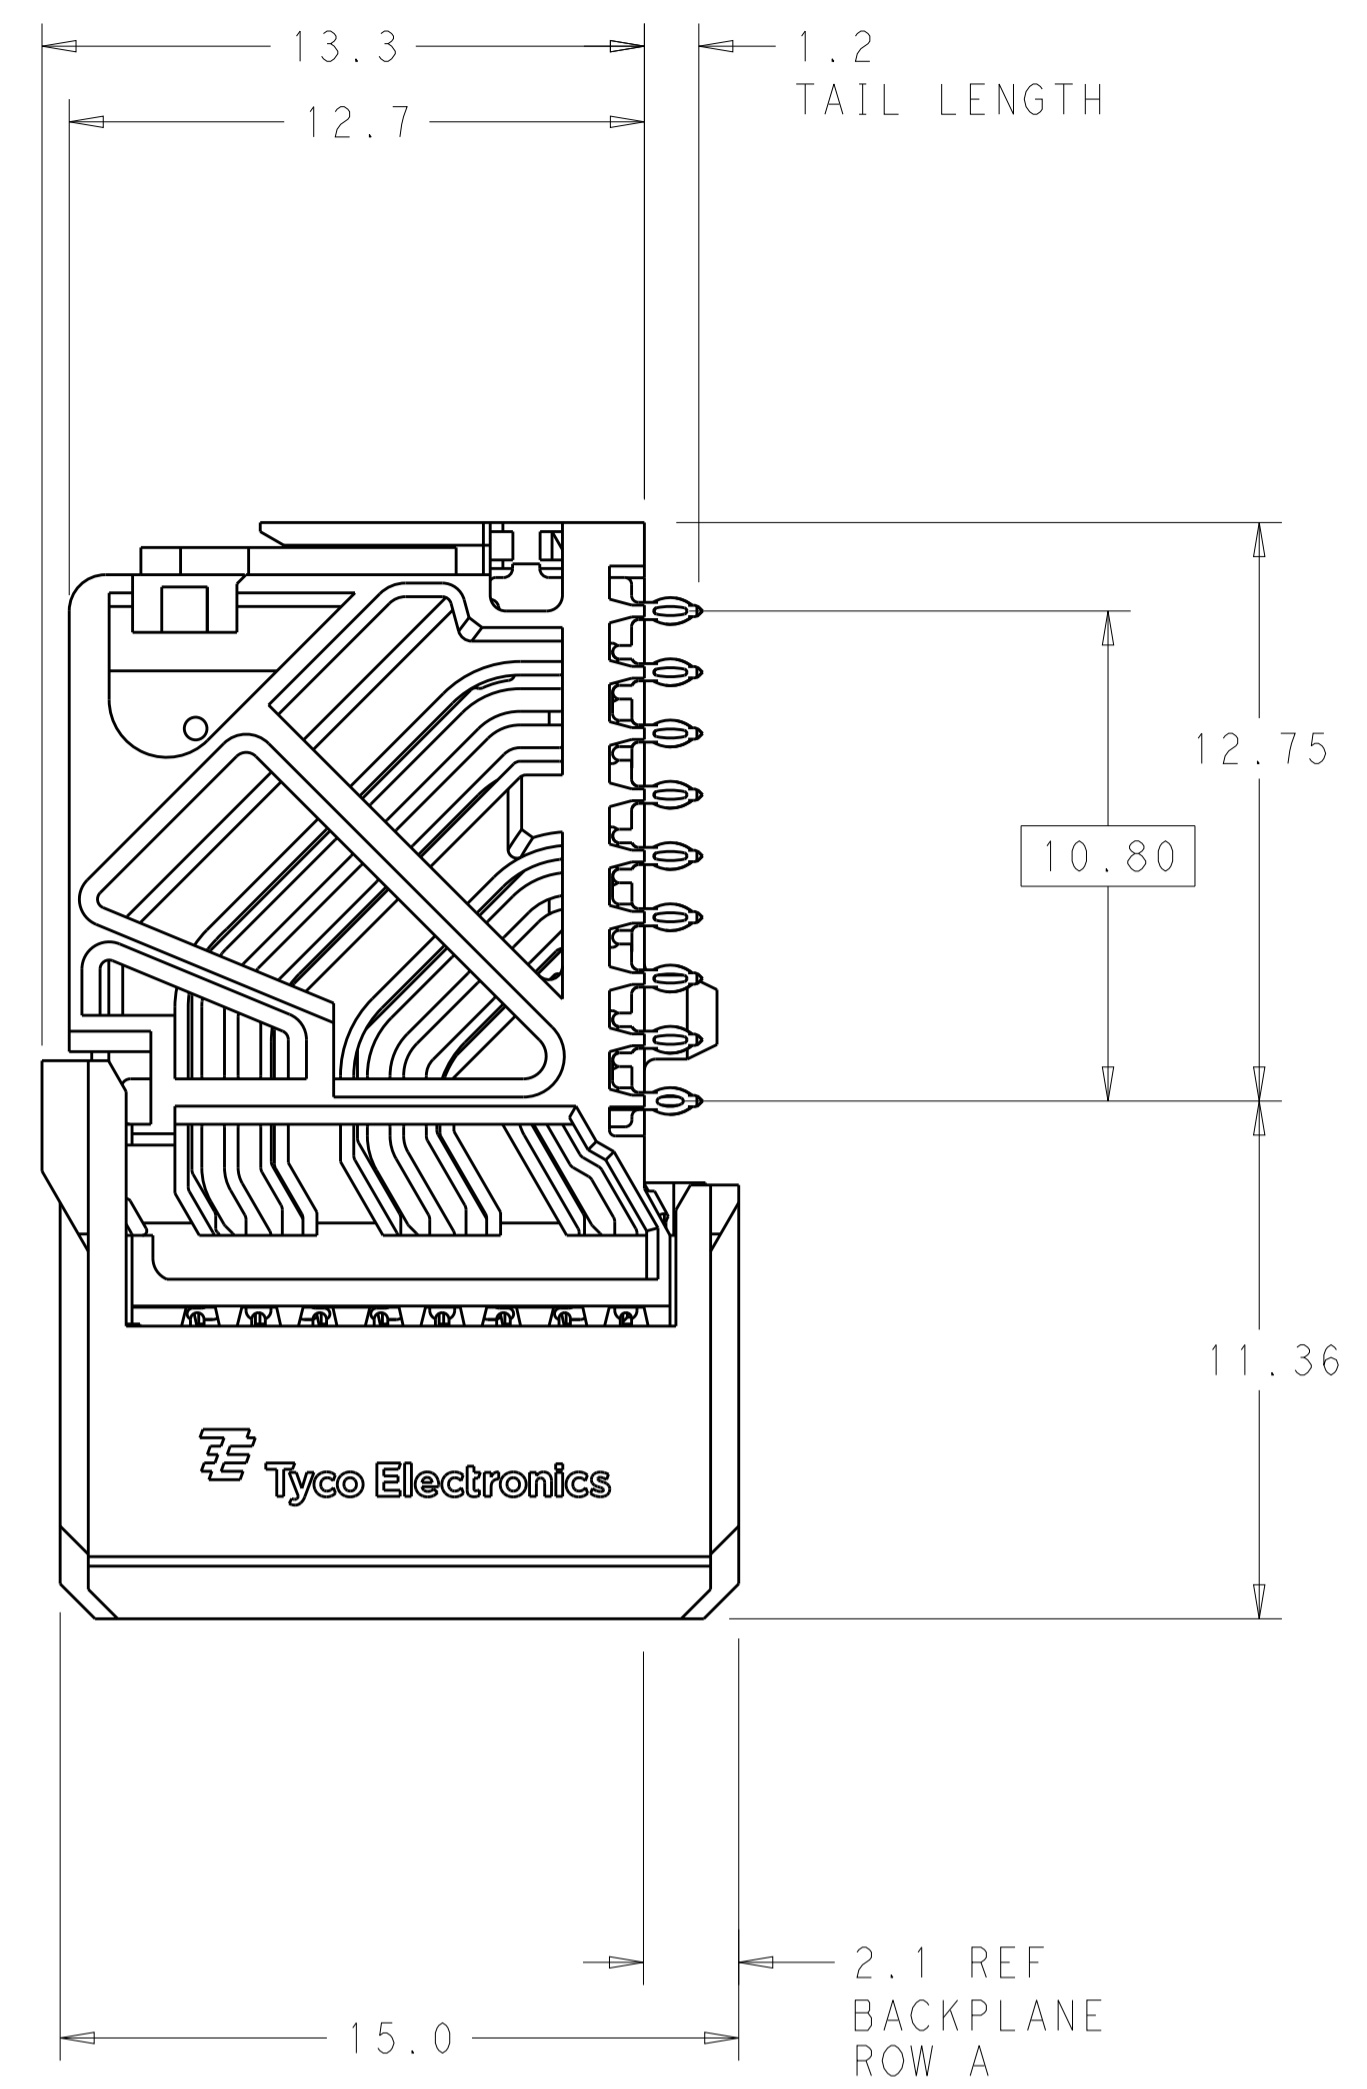 13.3
1.2
TAIL LENGTH
12.7
12.75
10.80
11.36
Tyco Electronics
2.1 REF
BACKPLANE
ROW A
15.0